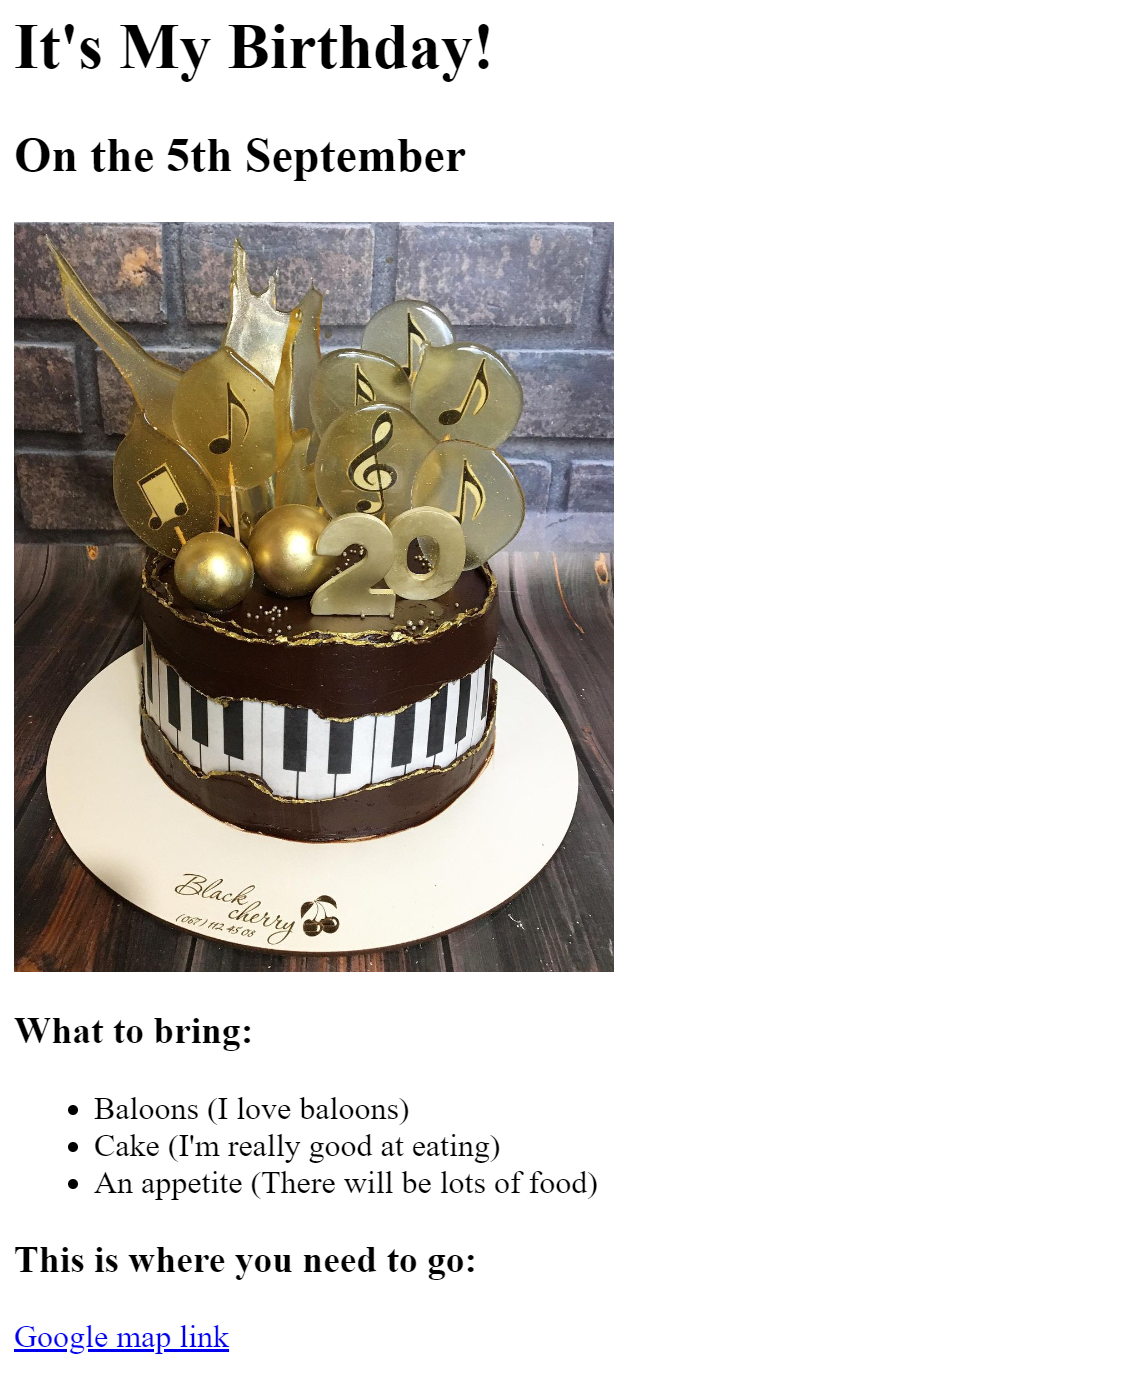 It's My Birthday!
On the 5th September
20
Black
cherry
(067) 112 45 08
What to bring:
Baloons (I love baloons)
Cake (I'm really good at eating)
An appetite (There will be lots of food)
This is where you need to go:
Google map link